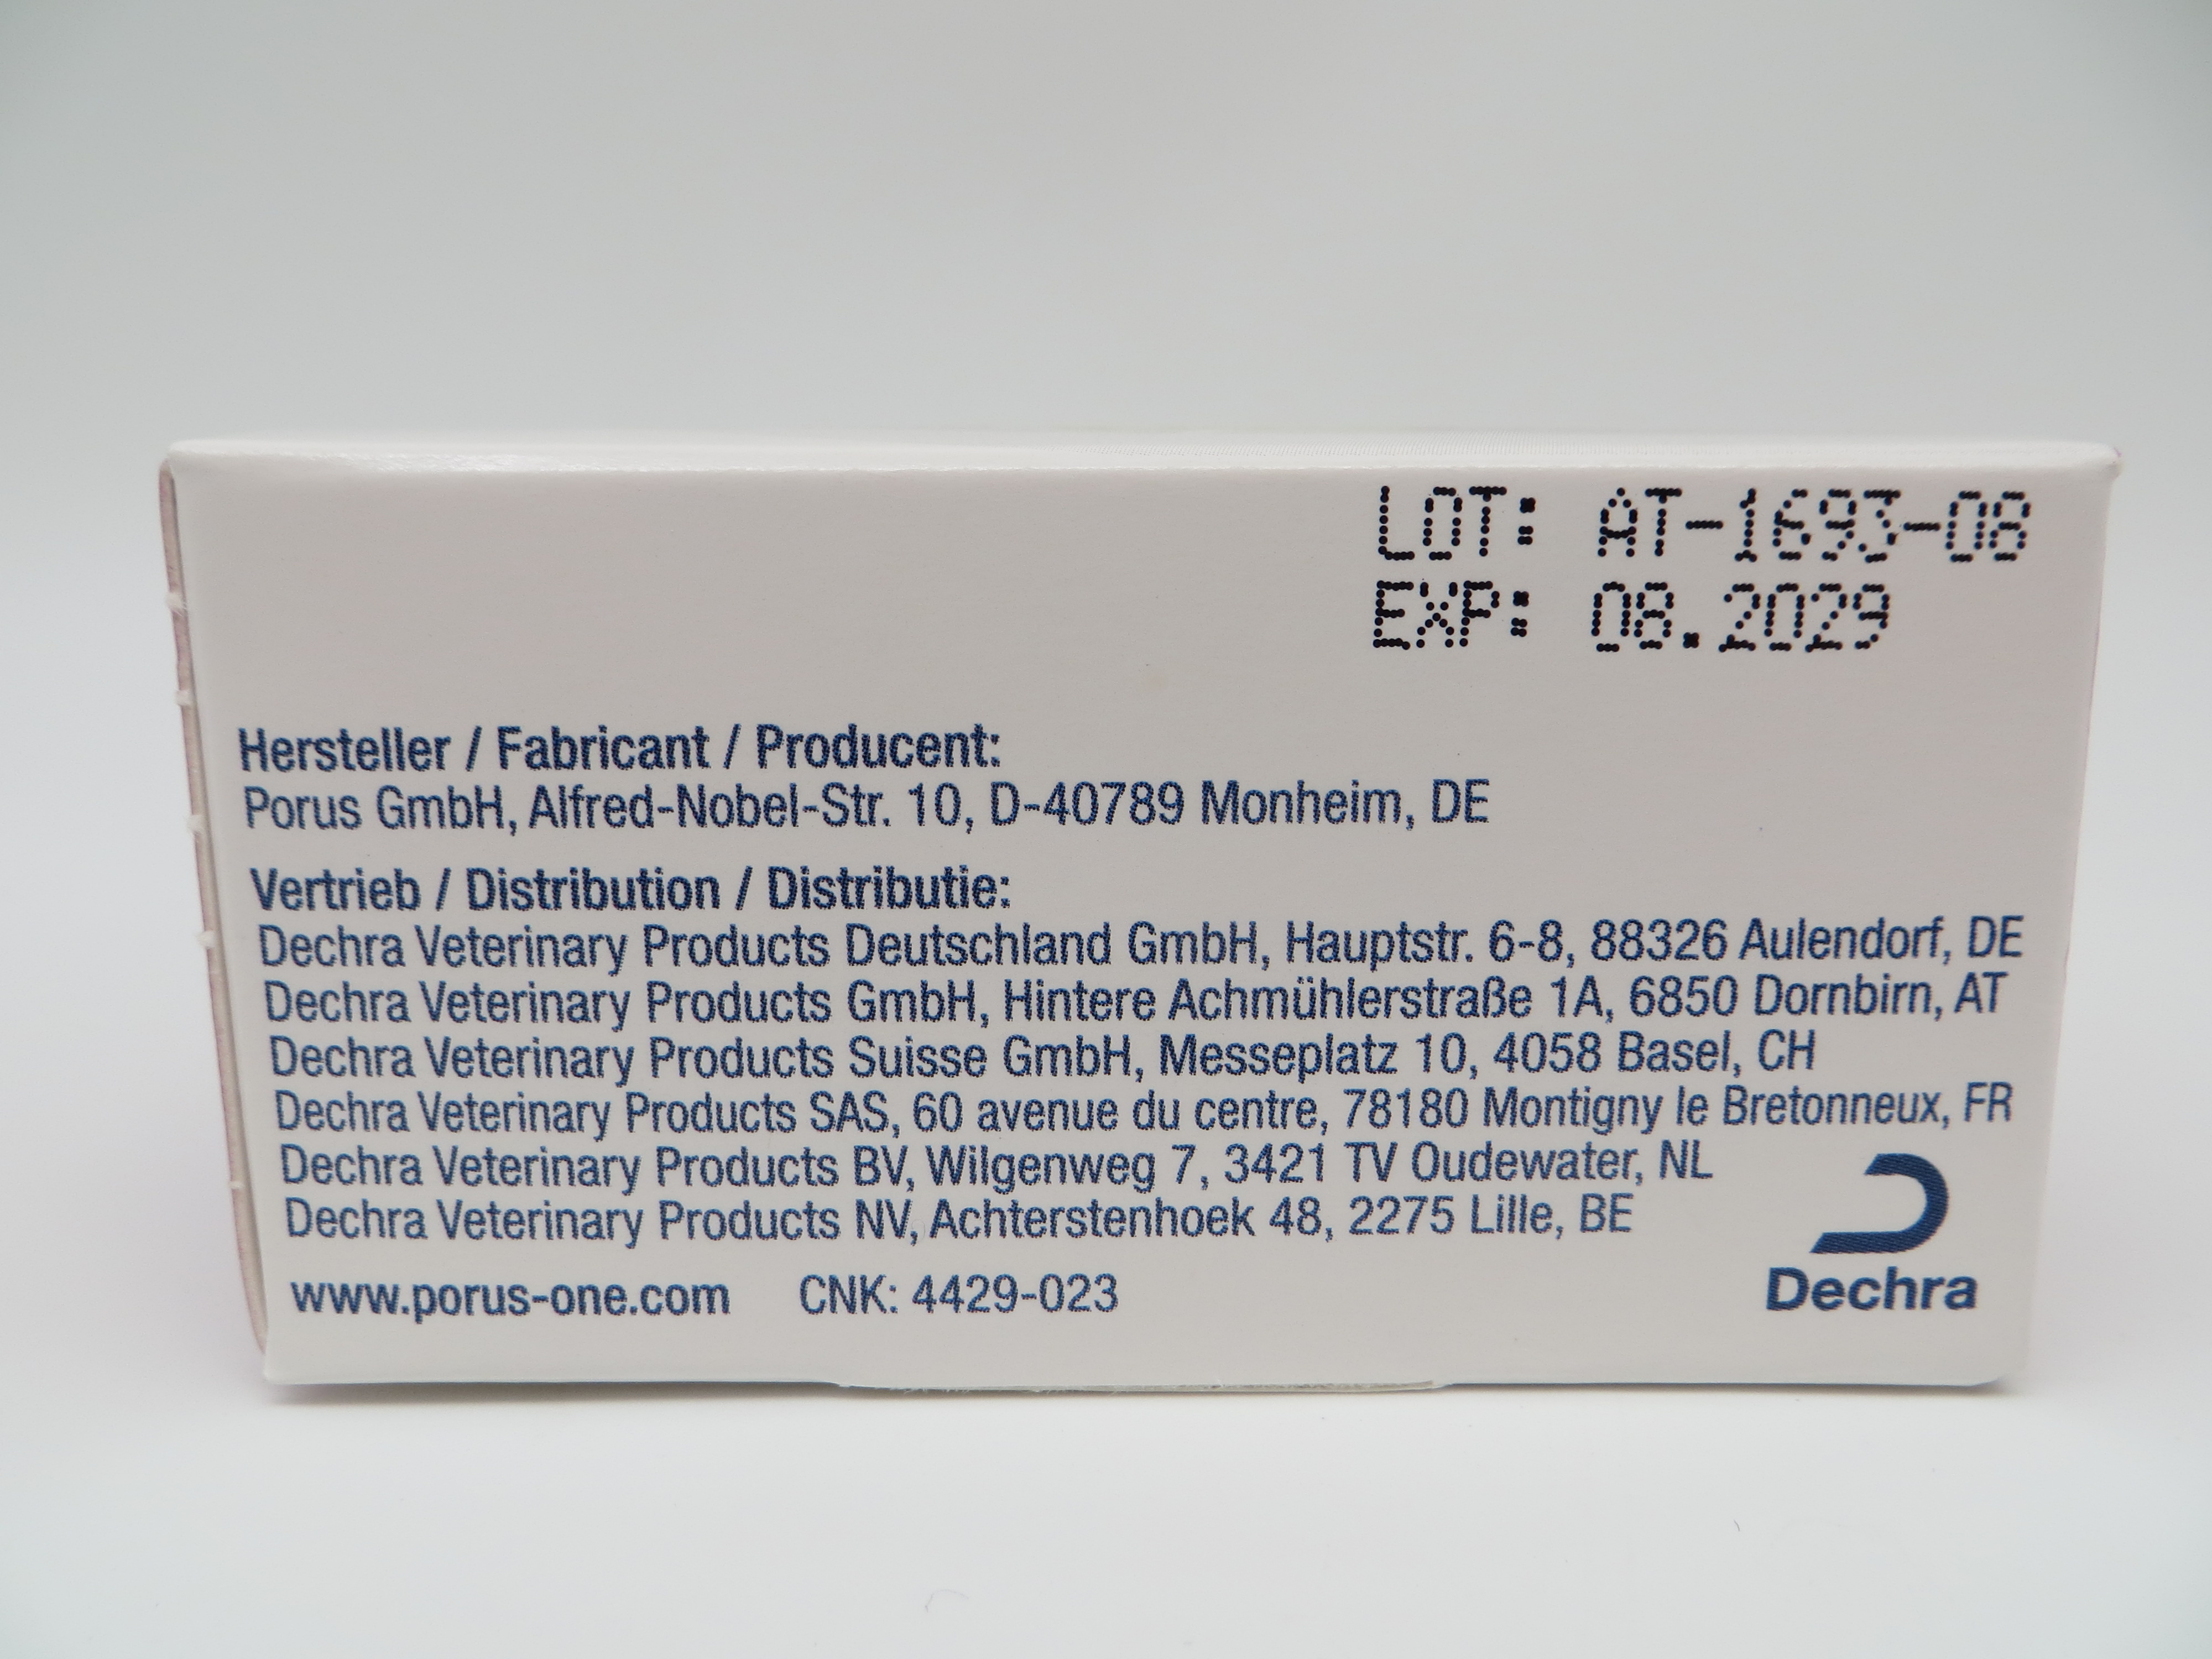 LOT: AT-1693-08
EXP: 08.2029
Hersteller / Fabricant / Producent:
Porus GmbH, Alfred-Nobel-Str. 10, D-40789 Monheim, DE
Vertrieb / Distribution / Distributie:
Dechra Veterinary Products Deutschland GmbH, Hauptstr. 6-8, 88326 Aulendorf, DE
Dechra Veterinary Products GmbH, Hintere Achmühlerstraße 1A, 6850 Dornbirn, AT
Dechra Veterinary Products Suisse GmbH, Messeplatz 10, 4058 Basel, CH
Dechra Veterinary Products SAS, 60 avenue du centre, 78180 Montigny le Bretonneux, FR
Dechra Veterinary Products BV, Wilgenweg 7, 3421 TV Oudewater, NL
Dechra Veterinary Products NV, Achterstenhoek 48, 2275 Lille, BE
www.porus-one.com CNK: 4429-023
Dechra